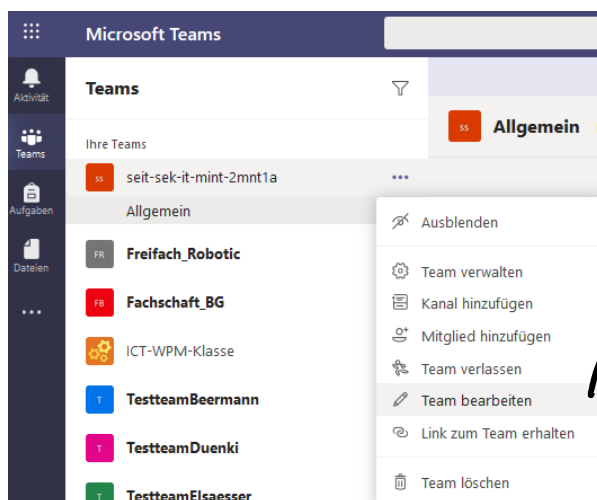 Microsoft Teams
Aktivität
Teams
Aufgaben
Dateien
Teams
Ihre Teams
ss seit-sek-it-mint-2mnt1a
Allgemein
FR Freifach_Robotic
FB Fachschaft_BG
ICT-WPM-Klasse
T TestteamBeermann
T TestteamDuenki
T TestteamElsaesser
ss Allgemein
Ausblenden
Team verwalten
Kanal hinzufügen
Mitglied hinzufügen
Team verlassen
Team bearbeiten
Link zum Team erhalten
Team löschen